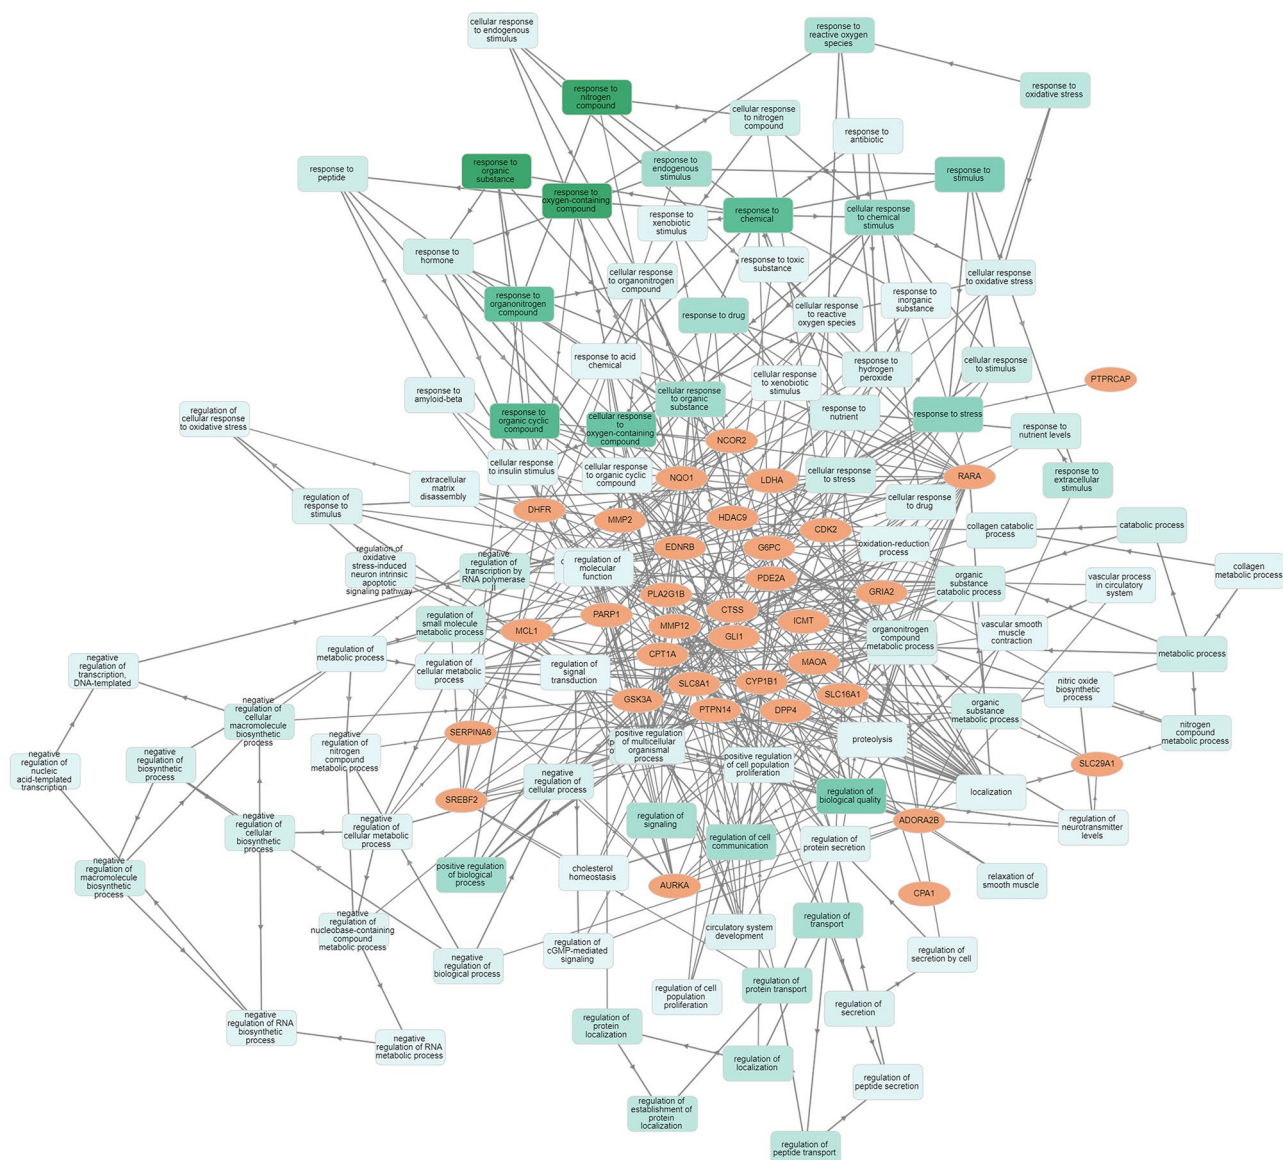 cellular response
to endogenous
stimulus
response to
reactive oxygen
species
response to
nitrogen
compound
response to
oxidative stress
cellular response
to nitrogen
compound
response to
antibiotic
response to
peptide
response to
organic
substance
response to
endogenous
stimulus
response to
stimulus
response to
oxygen-containing
compound
response to
xenobiotic
stimulus
response to
chemical
cellular response
to chemical
stimulus
response to
hormone
cellular response
to organonitrogen
compound
response to toxic
substance
cellular response
to oxidative stress
response to
organonitrogen
compound
response to drug
cellular response
to reactive
oxygen species
response to
inorganic
substance
response to acid
chemical
response to
hydrogen
peroxide
cellular response
to stimulus
response to
amyloid-beta
cellular response
to organic
substance
cellular response
to xenobiotic
stimulus
PTPRCAP
regulation of
cellular response
to oxidative stress
response to
organic cyclic
compound
cellular response
to
oxygen-containing
compound
response to
nutrient
response to stress
response to
nutrient levels
NCOR2
cellular response
to insulin stimulus
cellular response
to organic cyclic
compound
NQO1
LDHA
cellular response
to stress
RARA
response to
extracellular
stimulus
extracellular
matrix
disassembly
regulation of
response to
stimulus
DHFR
MMP2
HDAC9
CDK2
cellular response
to drug
collagen catabolic
process
catabolic process
oxidation-reduction
process
EDNRB
G6PC
regulation of
oxidative
stress-induced
neuron intrinsic
apoptotic
signaling pathway
negative
regulation of
transcription by
RNA polymerase
II
regulation of
molecular
function
collagen
metabolic process
PDE2A
GRIA2
organic
substance
catabolic process
vascular process
in circulatory
system
PLA2G1B
CTSS
PARP1
MMP12
ICMT
regulation of
small molecule
metabolic process
MCL1
GLI1
organonitrogen
compound
metabolic process
vascular smooth
muscle
contraction
regulation of
metabolic process
CPT1A
MAOA
metabolic process
negative
regulation of
transcription,
DNA-templated
regulation of
cellular metabolic
process
regulation of
signal
transduction
SLC8A1
CYP1B1
SLC16A1
nitric oxide
biosynthetic
process
GSK3A
PTPN14
DPP4
organic
substance
metabolic process
negative
regulation of
cellular
macromolecule
biosynthetic
process
SERPINA6
positive regulation
of multicellular
organismal
process
proteolysis
nitrogen
compound
metabolic process
negative
regulation of
nucleic
acid-templated
transcription
negative
regulation of
biosynthetic
process
negative
regulation of
nitrogen
compound
metabolic process
positive regulation
of cell population
proliferation
SLC29A1
SREBF2
negative
regulation of
cellular process
regulation of
biological quality
localization
negative
regulation of
cellular
biosynthetic
process
negative
regulation of
cellular metabolic
process
regulation of
signaling
regulation of cell
communication
regulation of
protein secretion
ADORA2B
regulation of
neurotransmitter
levels
negative
regulation of
macromolecule
biosynthetic
process
positive regulation
of biological
process
cholesterol
homeostasis
AURKA
CPA1
relaxation of
smooth muscle
negative
regulation of
nucleobase-containing
compound
metabolic process
negative
regulation of
biological process
regulation of
cGMP-mediated
signaling
circulatory system
development
regulation of
transport
regulation of
secretion by cell
regulation of cell
population
proliferation
regulation of
protein transport
regulation of
secretion
negative
regulation of RNA
biosynthetic
process
negative
regulation of RNA
metabolic process
regulation of
protein
localization
regulation of
localization
regulation of
peptide secretion
regulation of
establishment of
protein
localization
regulation of
peptide transport